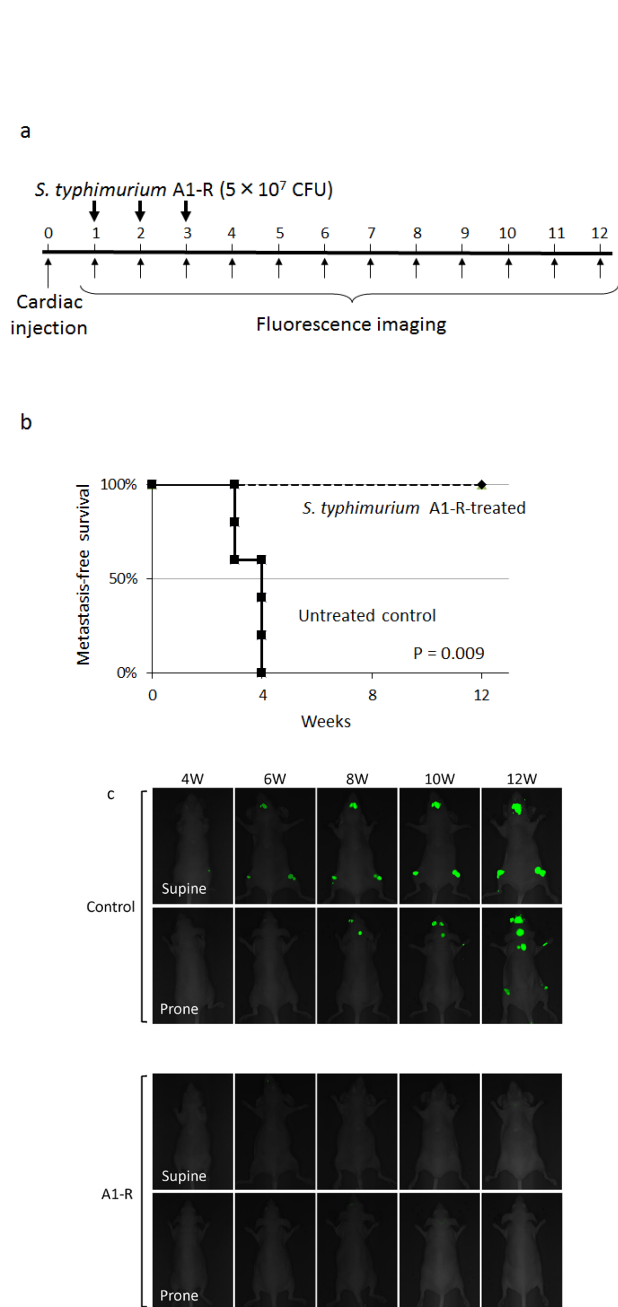 a
S. typhimurium A1-R (5 × 10⁷ CFU)
0 1 2 3 4 5 6 7 8 9 10 11 12
Cardiac
injection
Fluorescence imaging
b
Metastasis-free survival
100%
50%
0%
S. typhimurium A1-R-treated
Untreated control
P = 0.009
0 4 8 12
Weeks
c
4W 6W 8W 10W 12W
Control
Supine
Prone
A1-R
Supine
Prone